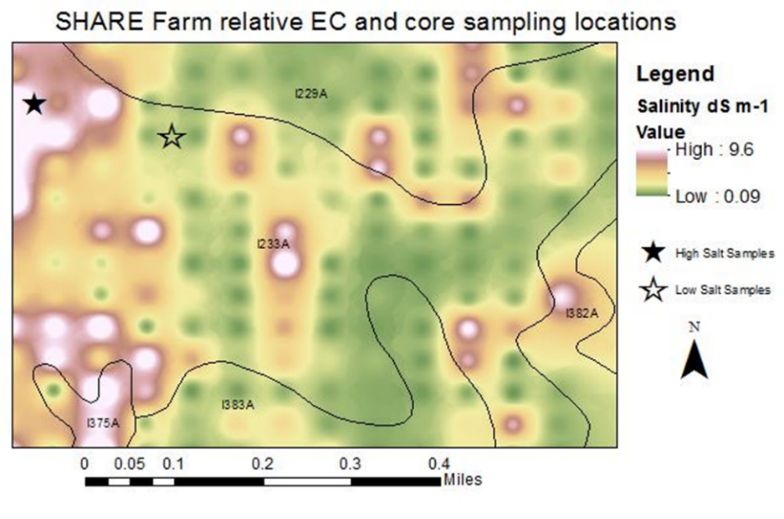 SHARE Farm relative EC and core sampling locations
I229A
I233A
I382A
I383A
I375A
Legend
Salinity dS m-1
Value
High : 9.6
Low : 0.09
High Salt Samples
Low Salt Samples
N
0 0.05 0.1 0.2 0.3 0.4
Miles